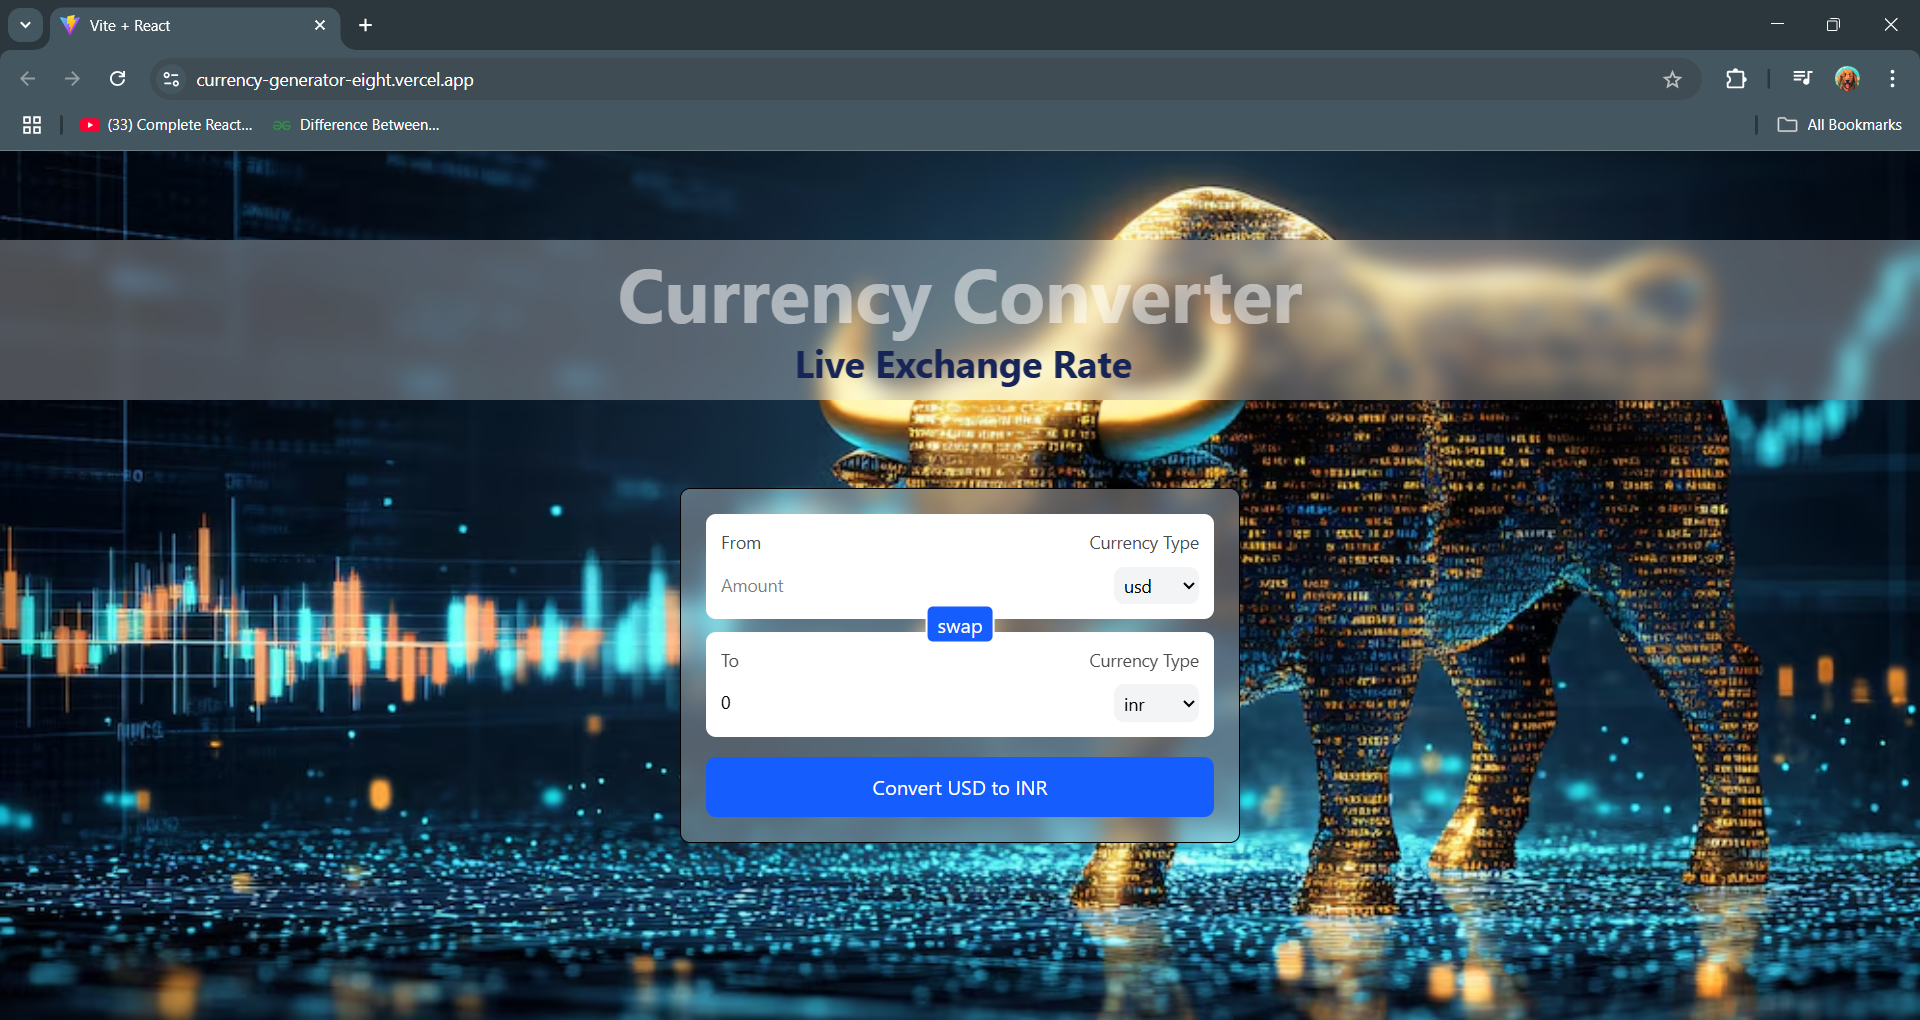 Vite + React
currency-generator-eight.vercel.app
(33) Complete React...
Difference Between...
All Bookmarks
Currency Converter
Live Exchange Rate
From
Currency Type
Amount
usd
swap
To
Currency Type
0
inr
Convert USD to INR